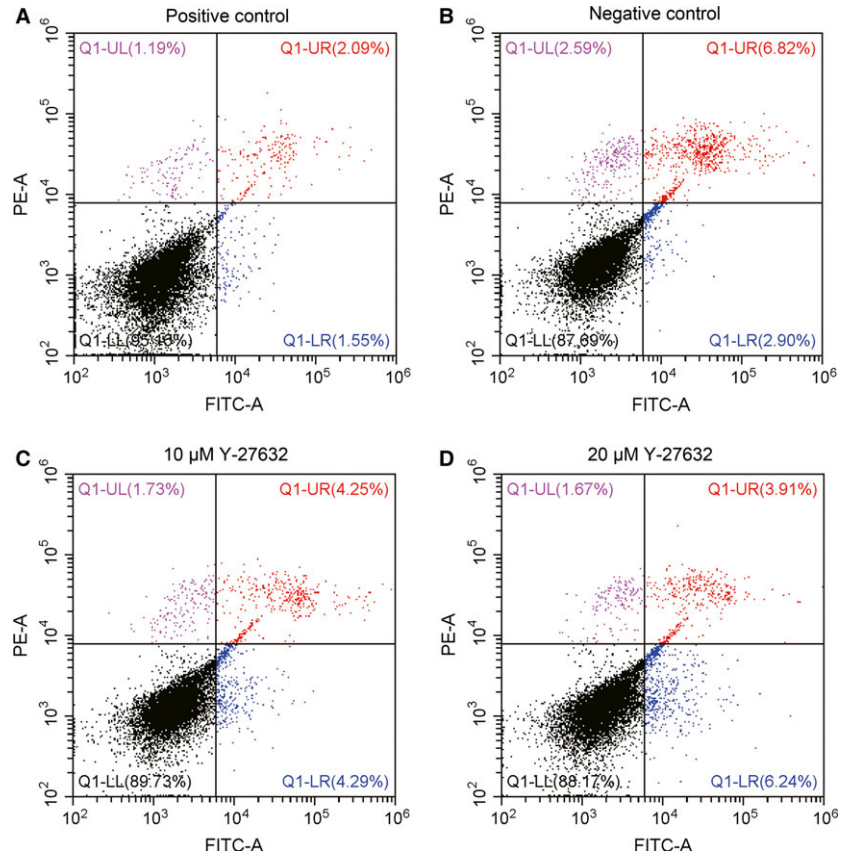 A Positive control
10^6
Q1-UL(1.19%) Q1-UR(2.09%)
10^5
PE-A
10^4
10^3
Q1-LL(95.16%) Q1-LR(1.55%)
10^2
10^2 10^3 10^4 10^5 10^6
FITC-A
B Negative control
10^6
Q1-UL(2.59%) Q1-UR(6.82%)
10^5
PE-A
10^4
10^3
Q1-LL(87.69%) Q1-LR(2.90%)
10^2
10^2 10^3 10^4 10^5 10^6
FITC-A
C 10 µM Y-27632
10^6
Q1-UL(1.73%) Q1-UR(4.25%)
10^5
PE-A
10^4
10^3
Q1-LL(89.73%) Q1-LR(4.29%)
10^2
10^2 10^3 10^4 10^5 10^6
FITC-A
D 20 µM Y-27632
10^6
Q1-UL(1.67%) Q1-UR(3.91%)
10^5
PE-A
10^4
10^3
Q1-LL(88.17%) Q1-LR(6.24%)
10^2
10^2 10^3 10^4 10^5 10^6
FITC-A